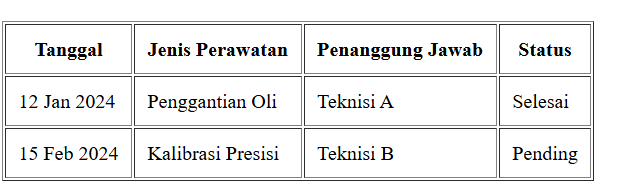 Tanggal Jenis Perawatan Penanggung Jawab Status
12 Jan 2024 Penggantian Oli Teknisi A Selesai
15 Feb 2024 Kalibrasi Presisi Teknisi B Pending